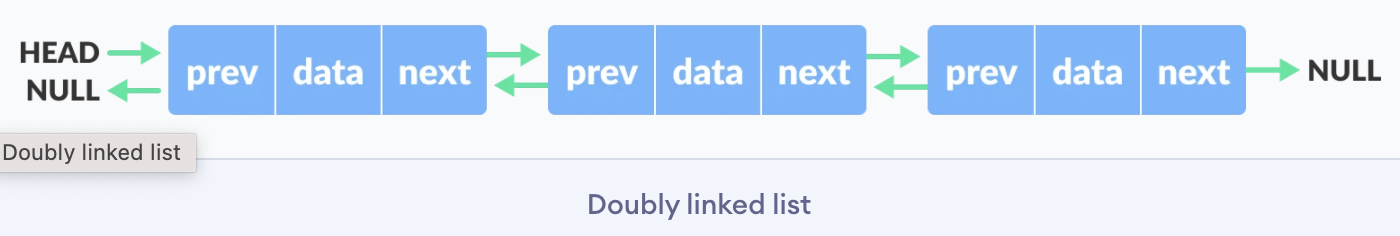 HEAD
NULL
prev data next
prev data next
prev data next
NULL
Doubly linked list
Doubly linked list